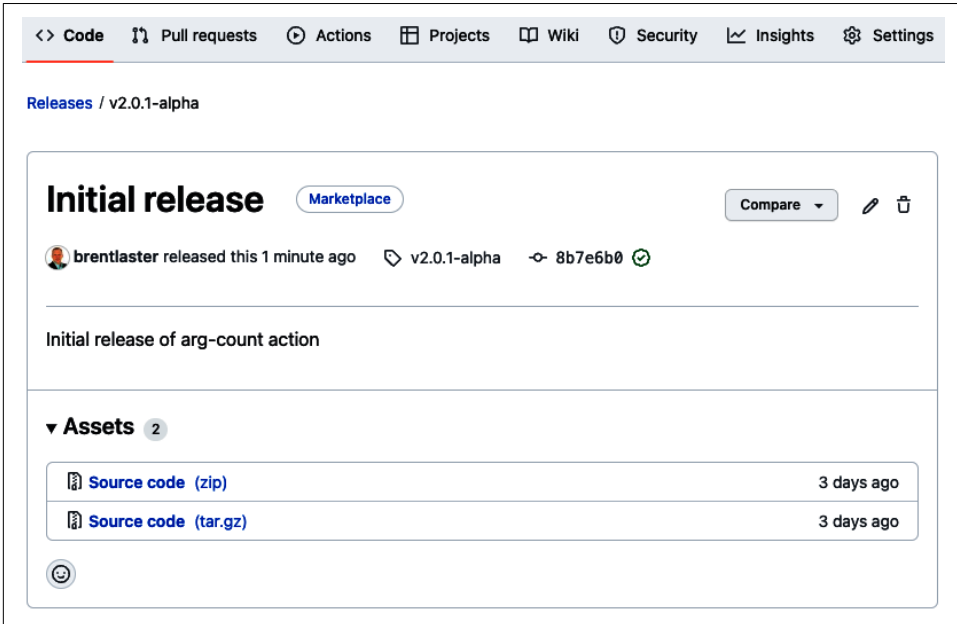 <> Code Pull requests Actions Projects Wiki Security Insights Settings
Releases / v2.0.1-alpha
Initial release Marketplace Compare
brentlaster released this 1 minute ago v2.0.1-alpha 8b7e6b0
Initial release of arg-count action
Assets 2
Source code (zip) 3 days ago
Source code (tar.gz) 3 days ago